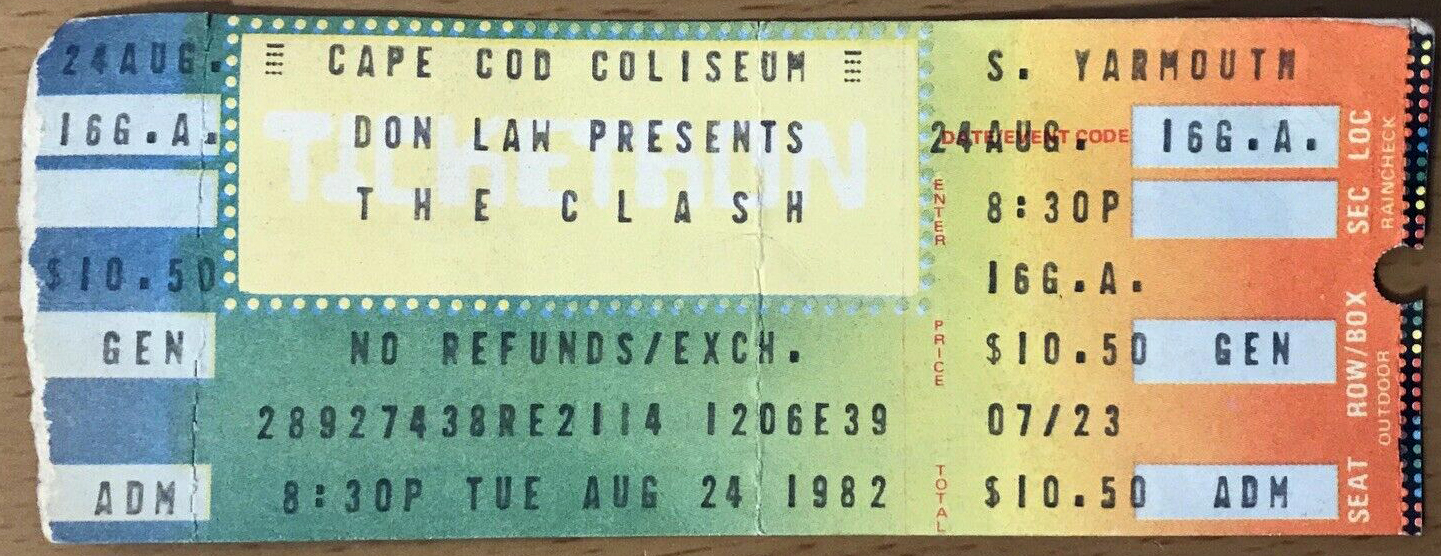 24AUG. CAPE COD COLISEUM S. YARMOUTH
16G.A. DON LAW PRESENTS 24AUG. DATE/EVENT CODE 16G.A.
TICKETRON
THE CLASH ENTER 8:30P
$10.50 16G.A.
GEN NO REFUNDS/EXCH. PRICE $10.50 GEN
28927438RE2114 1206E39 07/23
ADM 8:30P TUE AUG 24 1982 TOTAL $10.50 ADM
SEAT ROW/BOX SEC LOC
OUTDOOR RAINCHECK